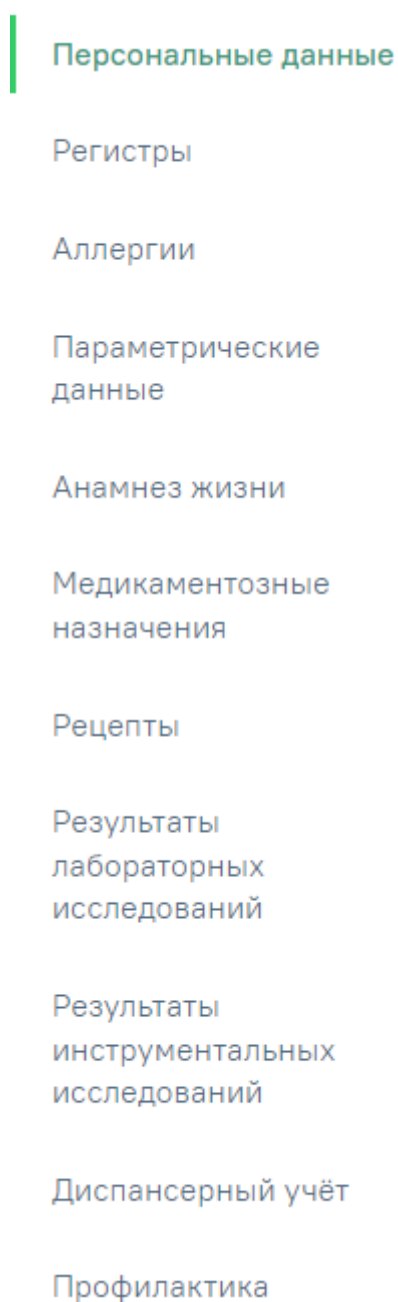 Персональные данные
Регистры
Аллергии
Параметрические
данные
Анамнез жизни
Медикаментозные
назначения
Рецепты
Результаты
лабораторных
исследований
Результаты
инструментальных
исследований
Диспансерный учёт
Профилактика